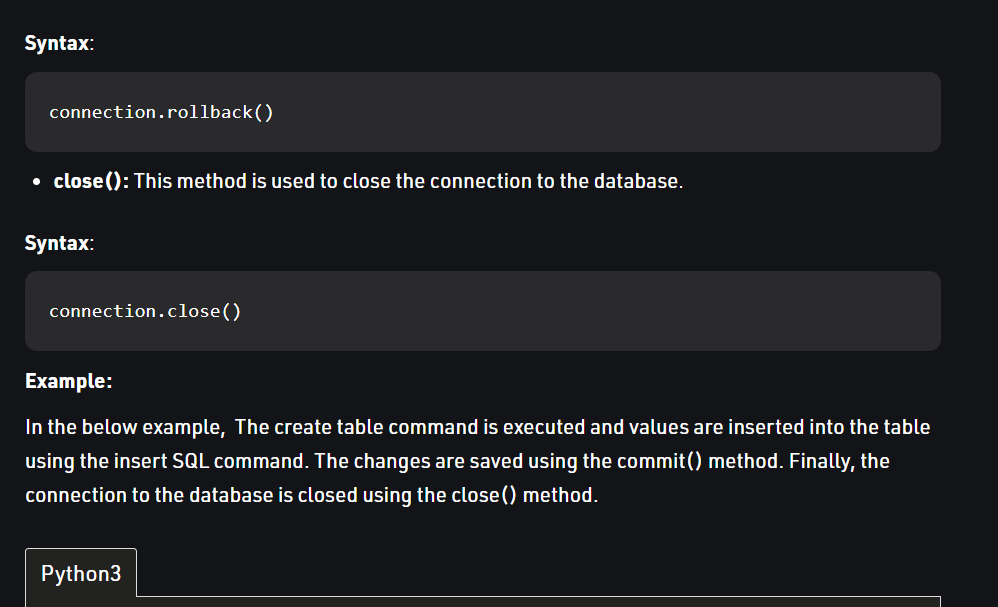 Syntax:
connection.rollback()
• close(): This method is used to close the connection to the database.
Syntax:
connection.close()
Example:
In the below example,  The create table command is executed and values are inserted into the table
using the insert SQL command. The changes are saved using the commit() method. Finally, the
connection to the database is closed using the close() method.
Python3